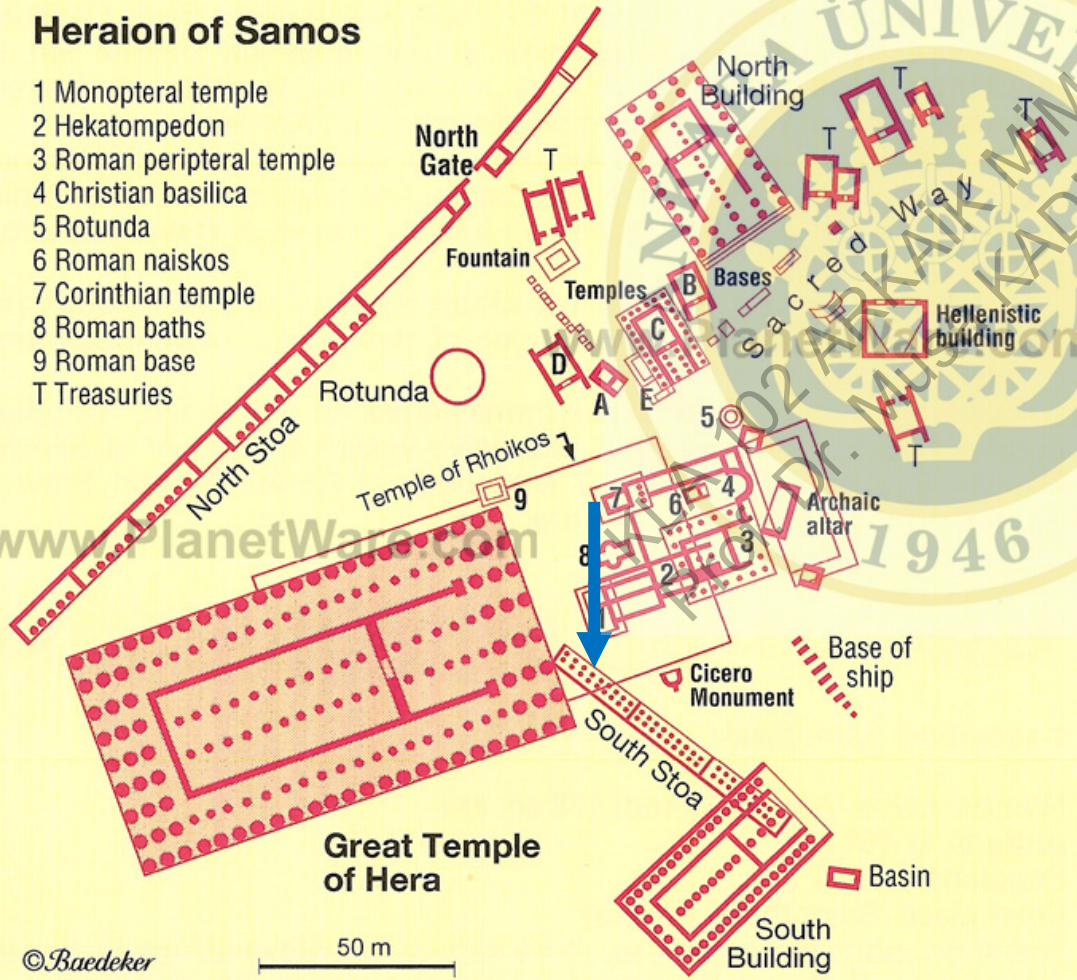 Heraion of Samos
1 Monopteral temple
2 Hekatompedon
3 Roman peripteral temple
4 Christian basilica
5 Rotunda
6 Roman naiskos
7 Corinthian temple
8 Roman baths
9 Roman base
T Treasuries
North
Gate
T
Fountain
Temples
North
Building
T
T
T
B
Bases
Sacred Way
C
D
A
E
Hellenistic
building
T
Rotunda
North Stoa
Temple of Rhoikos
9
5
7
6
4
Archaic
altar
8
3
2
1
www.PlanetWare.com
www.PlanetWare.com
1946
Cicero
Monument
Base of
ship
South Stoa
Great Temple
of Hera
Basin
South
Building
50 m
©Baedeker